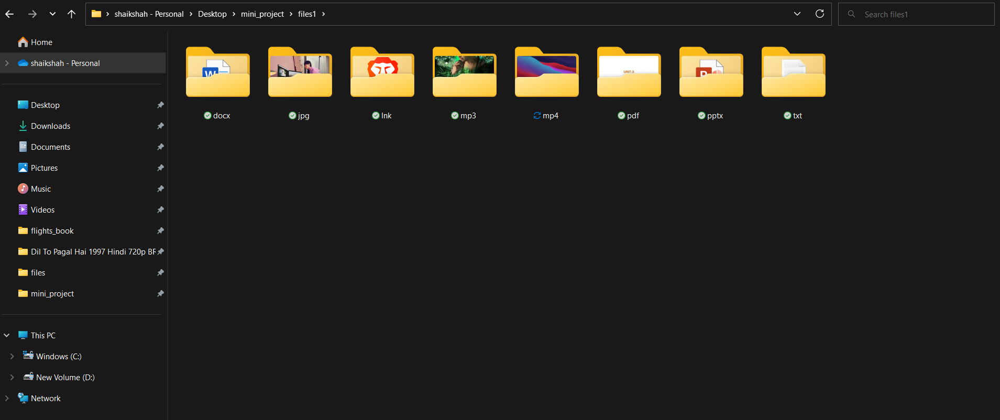 shaikshah - Personal > Desktop > mini_project > files1 >
Search files1
Home
shaikshah - Personal
Desktop
Downloads
Documents
Pictures
Music
Videos
flights_book
Dil To Pagal Hai 1997 Hindi 720p
files
mini_project
This PC
Windows (C:)
New Volume (D:)
Network
W
UNIT-3
P
docx
jpg
lnk
mp3
mp4
pdf
pptx
txt